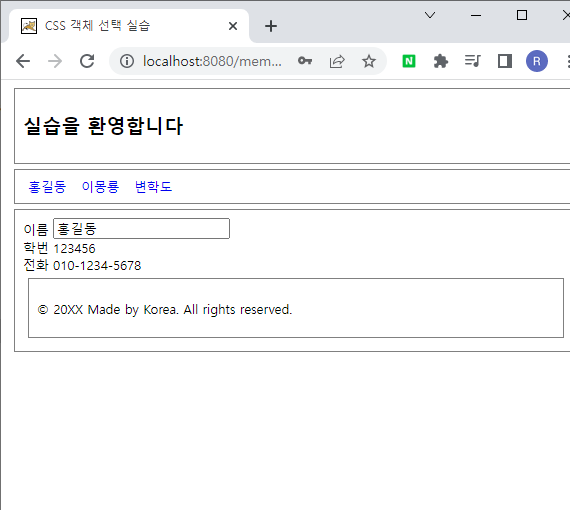 CSS 객체 선택 실습
localhost:8080/mem...
N
R
실습을 환영합니다
홍길동 이몽룡 변학도
이름 홍길동
학번 123456
전화 010-1234-5678
© 20XX Made by Korea. All rights reserved.